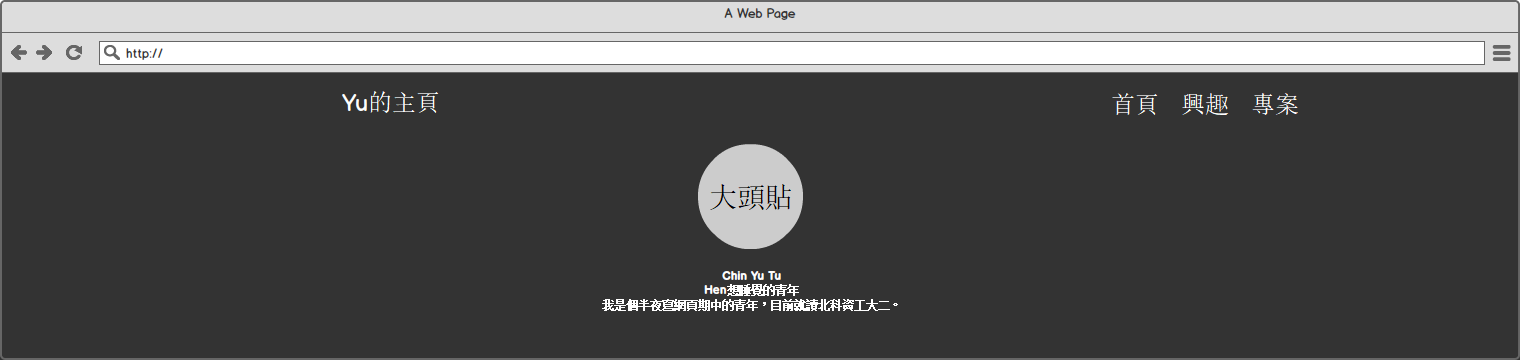 A Web Page
http://
Yu的主頁
首頁 興趣 專案
大頭貼
Chin Yu Tu
Hen想睡覺的青年
我是個半夜寫網頁期中的青年，目前就讀北科資工大二。